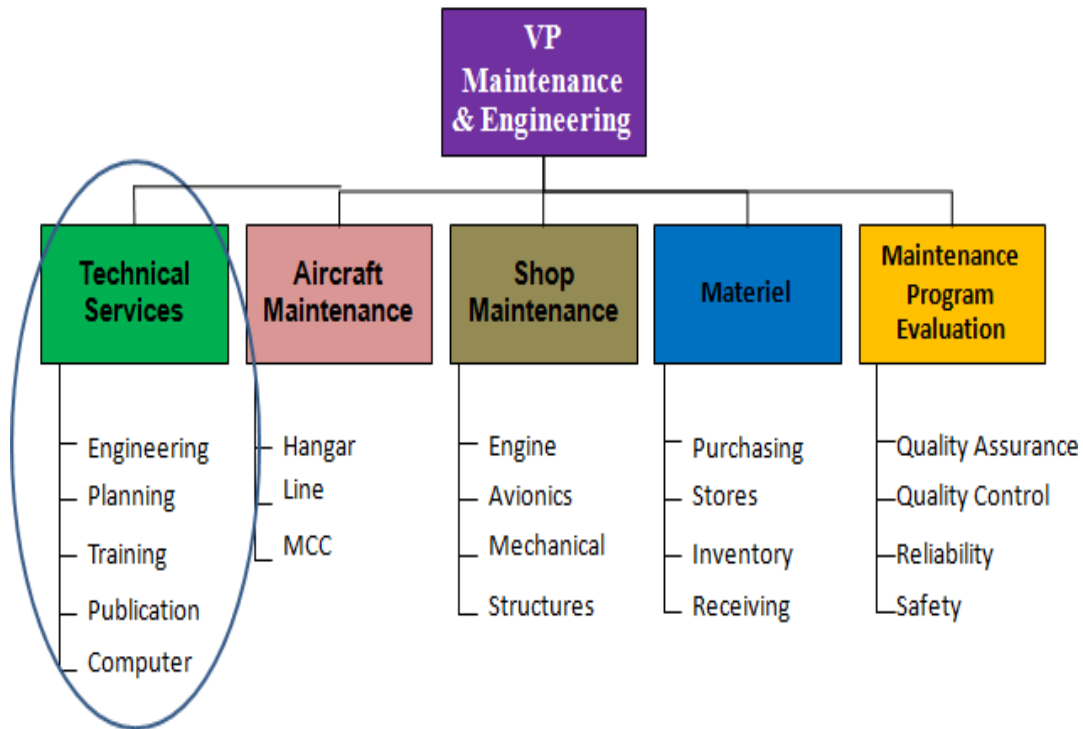 VP
Maintenance
& Engineering
Technical
Services
Aircraft
Maintenance
Shop
Maintenance
Materiel
Maintenance
Program
Evaluation
Engineering
Planning
Training
Publication
Computer
Hangar
Line
MCC
Engine
Avionics
Mechanical
Structures
Purchasing
Stores
Inventory
Receiving
Quality Assurance
Quality Control
Reliability
Safety